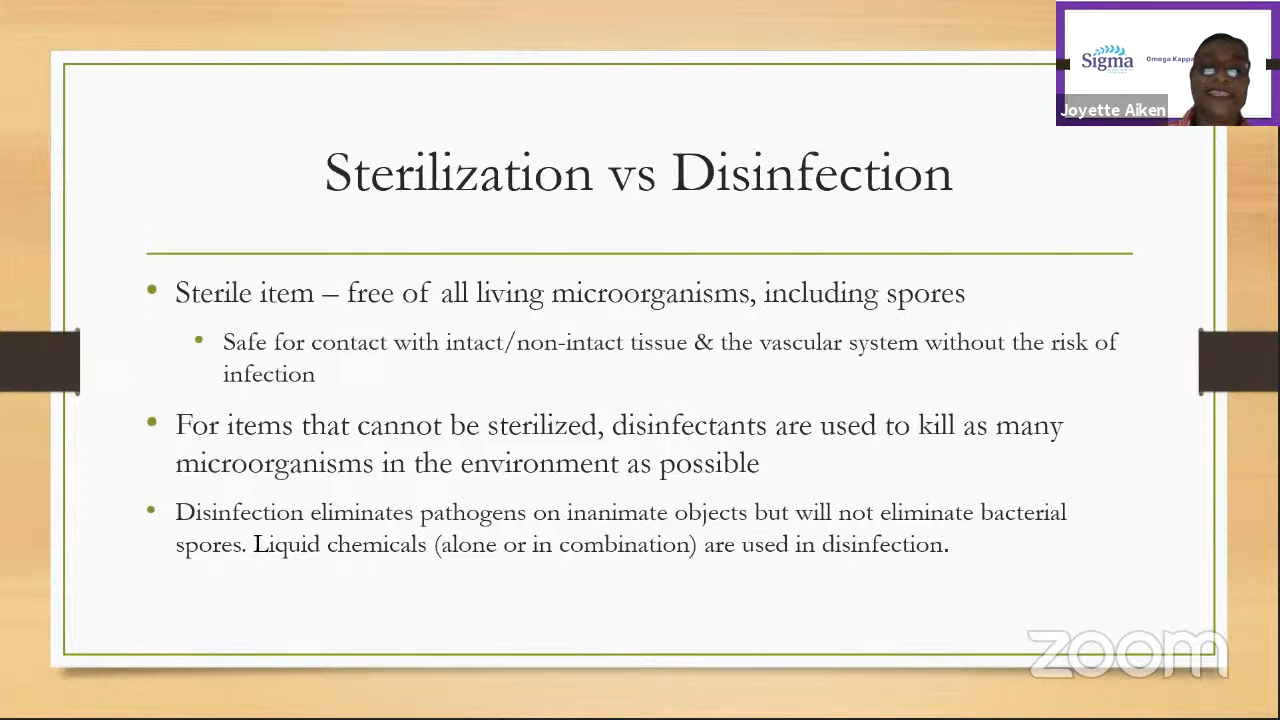 Sigma
Omega Kappa
Joyette Aiken
Sterilization vs Disinfection
• Sterile item – free of all living microorganisms, including spores
• Safe for contact with intact/non-intact tissue & the vascular system without the risk of
infection
• For items that cannot be sterilized, disinfectants are used to kill as many
microorganisms in the environment as possible
• Disinfection eliminates pathogens on inanimate objects but will not eliminate bacterial
spores. Liquid chemicals (alone or in combination) are used in disinfection.
zoom